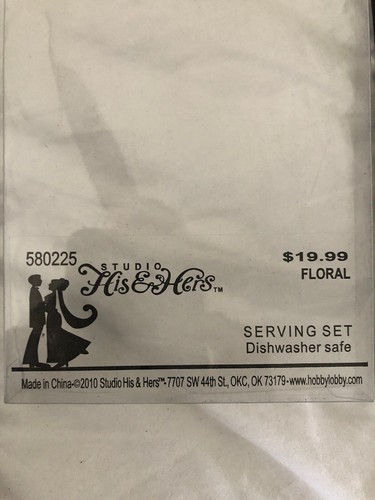 580225
STUDIO
His & Hers™
$19.99
FLORAL
SERVING SET
Dishwasher safe
Made in China-©2010 Studio His & Hers™-7707 SW 44th St., OKC, OK 73179-www.hobbylobby.com